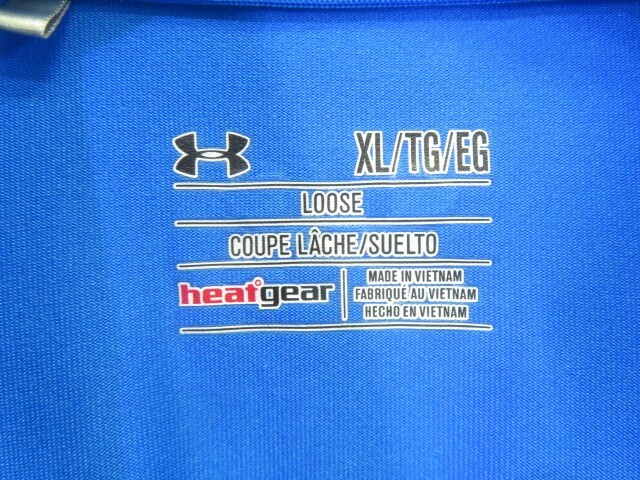 XL/TG/EG
LOOSE
COUPE LÂCHE/SUELTO
heatgear
MADE IN VIETNAM
FABRIQUÉ AU VIETNAM
HECHO EN VIETNAM